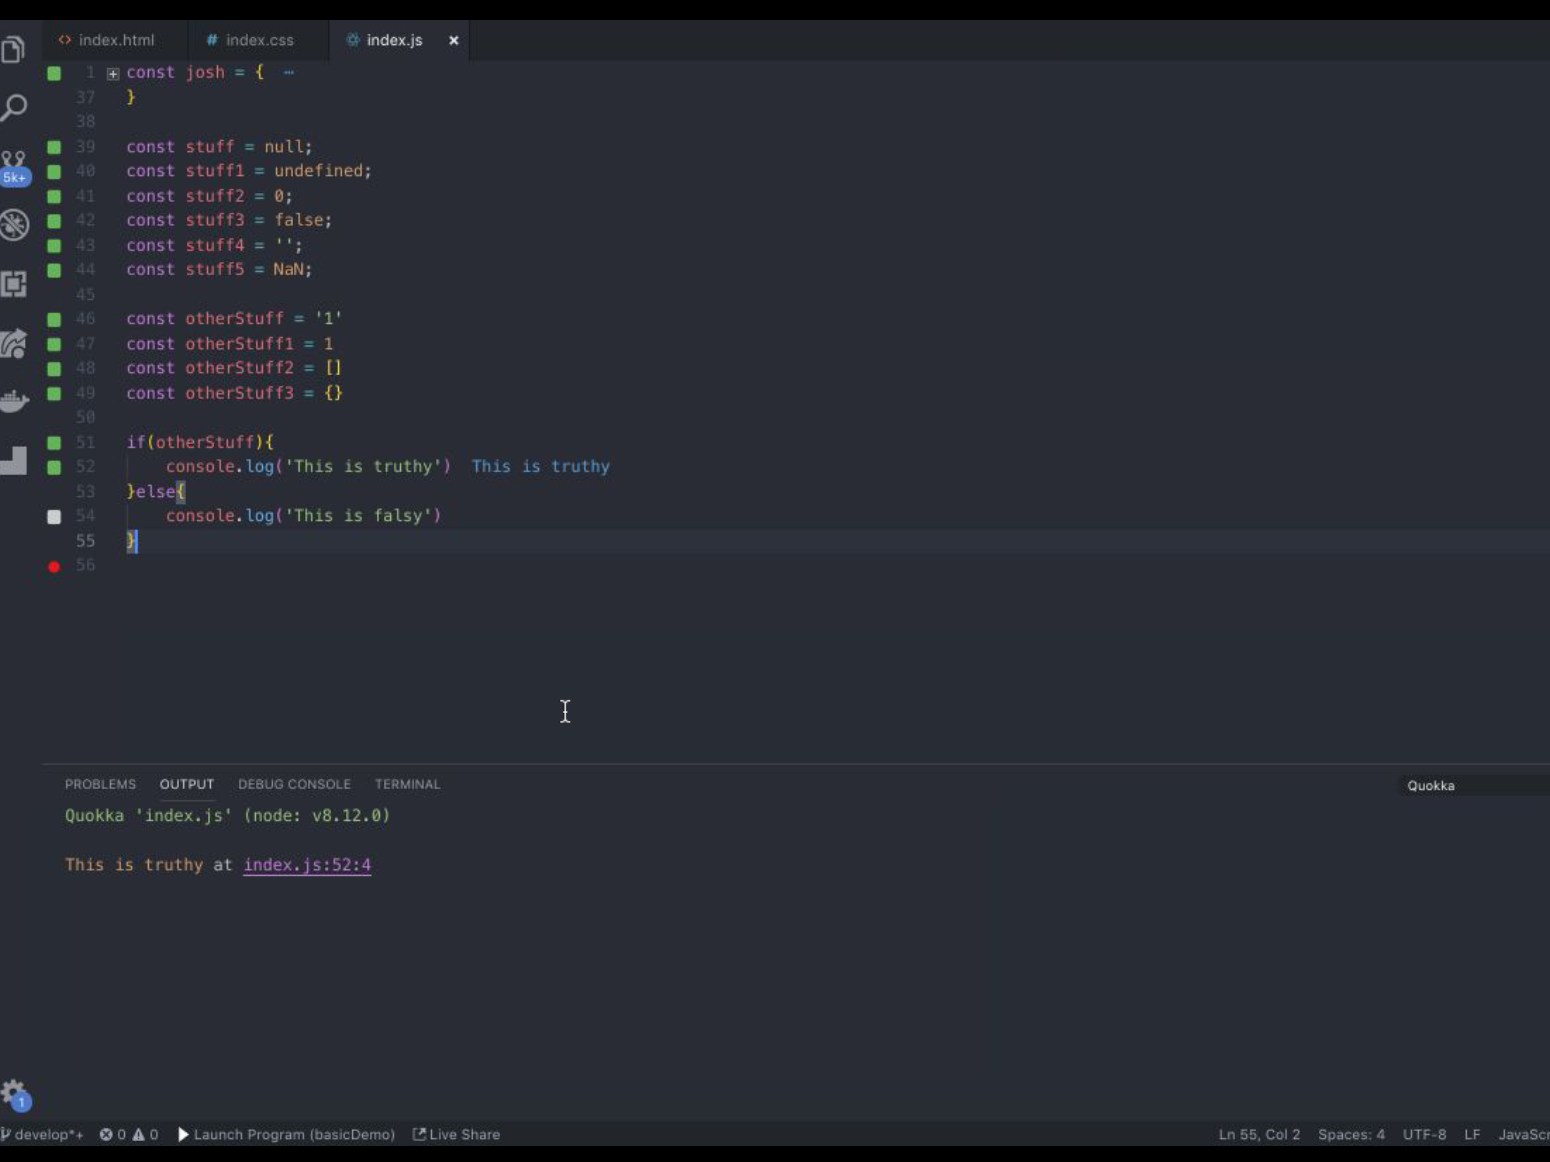 index.html # index.css index.js ×
1 const josh = { ⋯
37 }
38
39 const stuff = null;
40 const stuff1 = undefined;
41 const stuff2 = 0;
42 const stuff3 = false;
43 const stuff4 = '';
44 const stuff5 = NaN;
45
46 const otherStuff = '1'
47 const otherStuff1 = 1
48 const otherStuff2 = []
49 const otherStuff3 = {}
50
51 if(otherStuff){
52 console.log('This is truthy') This is truthy
53 }else{
54 console.log('This is falsy')
55 }
56
5k+
PROBLEMS OUTPUT DEBUG CONSOLE TERMINAL Quokka
Quokka 'index.js' (node: v8.12.0)
This is truthy at index.js:52:4
1
develop*+ 0 0 Launch Program (basicDemo) Live Share Ln 55, Col 2 Spaces: 4 UTF-8 LF JavaScr